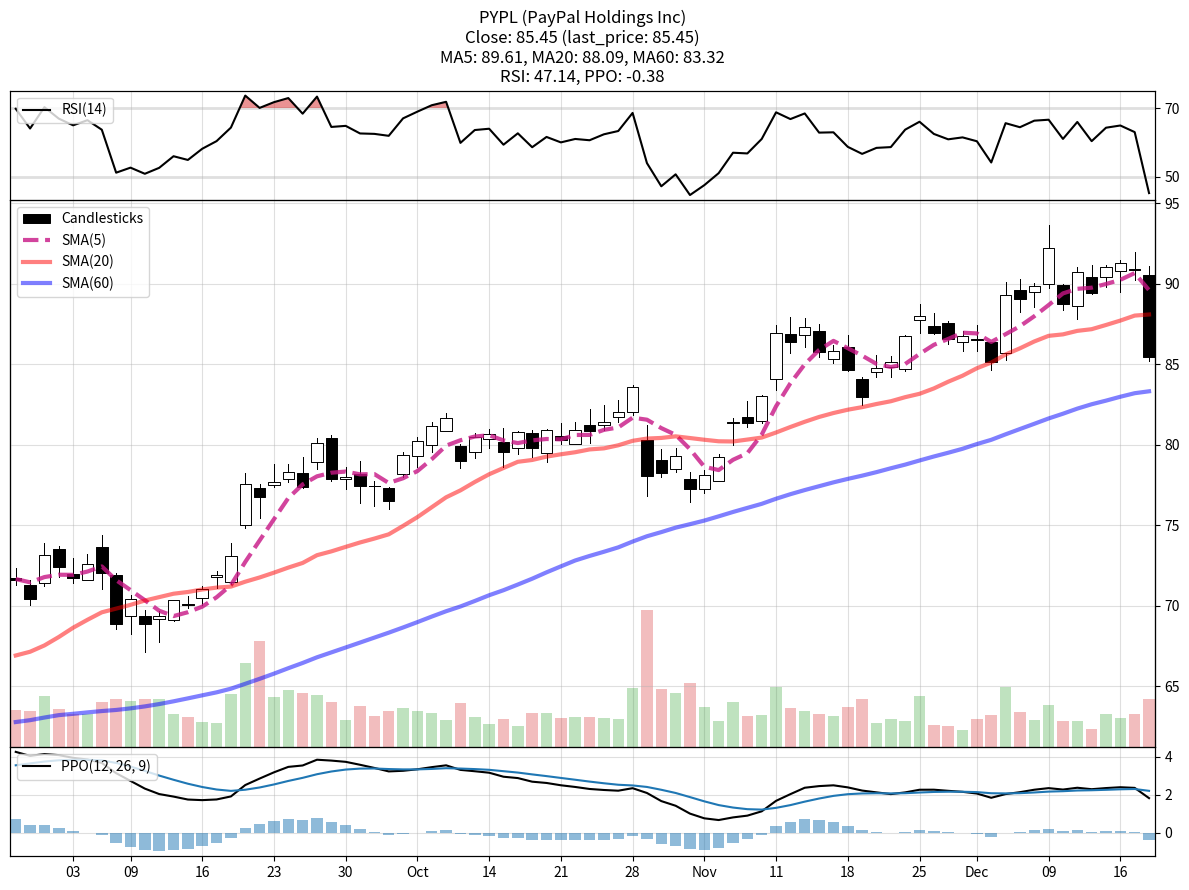 PYPL (PayPal Holdings Inc)
Close: 85.45 (last_price: 85.45)
MA5: 89.61, MA20: 88.09, MA60: 83.32
RSI: 47.14, PPO: -0.38
RSI(14)
70
50
Candlesticks
SMA(5)
SMA(20)
SMA(60)
95
90
85
80
75
70
65
PPO(12, 26, 9)
4
2
0
03 09 16 23 30 Oct 14 21 28 Nov 11 18 25 Dec 09 16